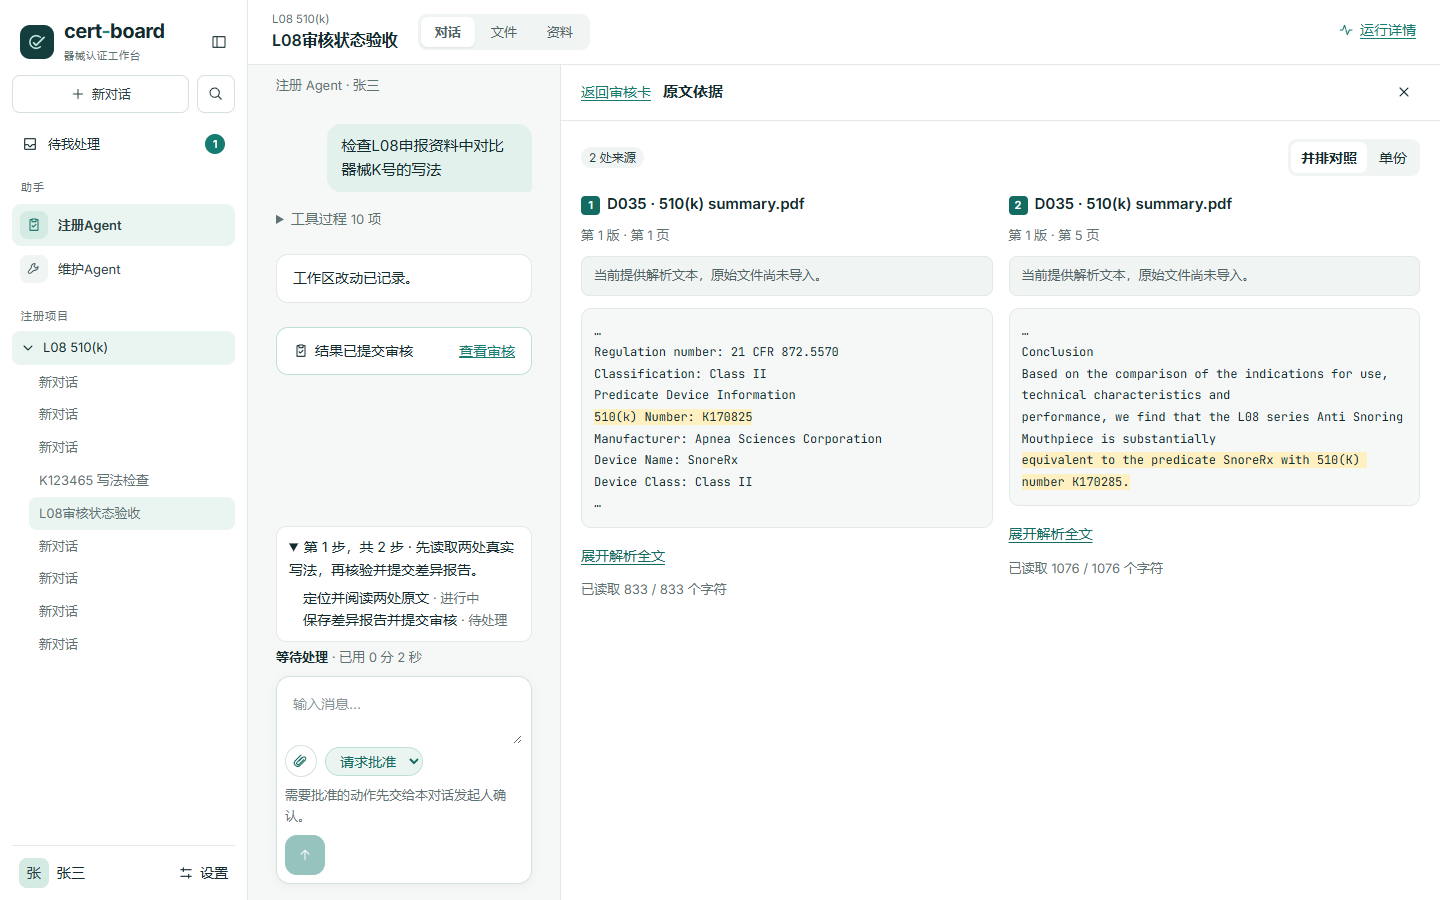 cert-board
器械认证工作台
新对话
待我处理
1
助手
注册Agent
维护Agent
注册项目
L08 510(k)
新对话
新对话
新对话
K123465 写法检查
L08审核状态验收
新对话
新对话
新对话
新对话
张
张三
设置
L08 510(k)
L08审核状态验收
对话
文件
资料
运行详情
注册 Agent · 张三
检查L08申报资料中对比
器械K号的写法
工具过程 10 项
工作区改动已记录。
结果已提交审核
查看审核
▼ 第 1 步，共 2 步 · 先读取两处真实
写法，再核验并提交差异报告。
定位并阅读两处原文 · 进行中
保存差异报告并提交审核 · 待处理
等待处理 · 已用 0 分 2 秒
输入消息...
请求批准
需要批准的动作先交给本对话发起人确
认。
返回审核卡
原文依据
2 处来源
并排对照
单份
1
D035 · 510(k) summary.pdf
第 1 版 · 第 1 页
当前提供解析文本，原始文件尚未导入。
…
Regulation number: 21 CFR 872.5570
Classification: Class II
Predicate Device Information
510(k) Number: K170825
Manufacturer: Apnea Sciences Corporation
Device Name: SnoreRx
Device Class: Class II
…
展开解析全文
已读取 833 / 833 个字符
2
D035 · 510(k) summary.pdf
第 1 版 · 第 5 页
当前提供解析文本，原始文件尚未导入。
…
Conclusion
Based on the comparison of the indications for use,
technical characteristics and
performance, we find that the L08 series Anti Snoring
Mouthpiece is substantially
equivalent to the predicate SnoreRx with 510(K)
number K170285.
展开解析全文
已读取 1076 / 1076 个字符